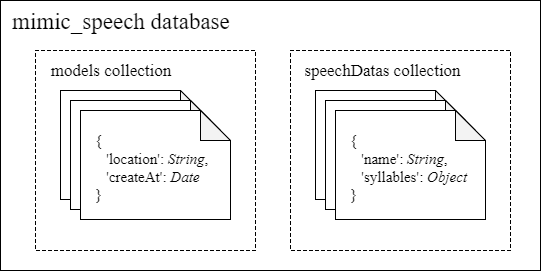 mimic_speech database
models collection
{
'location': String,
'createAt': Date
}
speechDatas collection
{
'name': String,
'syllables': Object
}